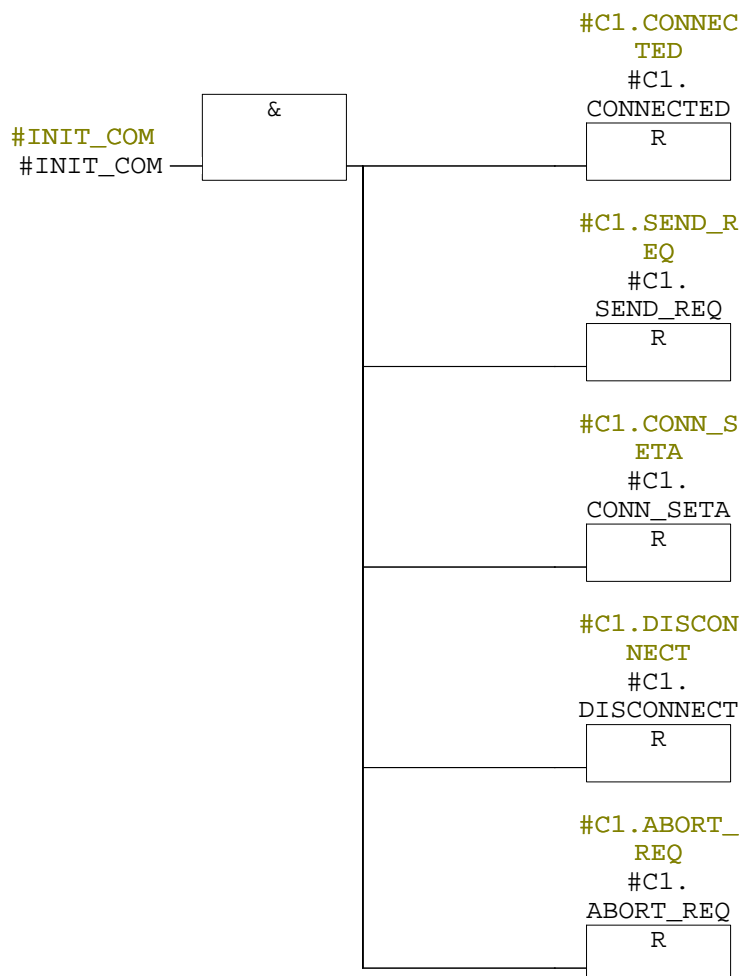 #C1.CONNEC
TED
#C1.
CONNECTED
R
&
#INIT_COM
#INIT_COM
#C1.SEND_R
EQ
#C1.
SEND_REQ
R
#C1.CONN_S
ETA
#C1.
CONN_SETA
R
#C1.DISCON
NECT
#C1.
DISCONNECT
R
#C1.ABORT_
REQ
#C1.
ABORT_REQ
R